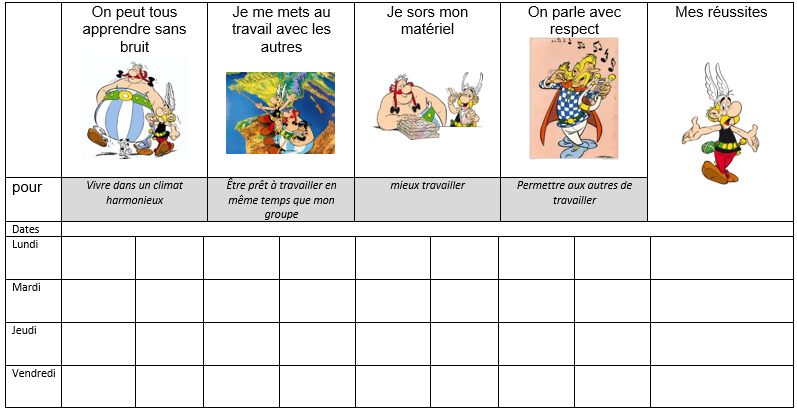 On peut tous
apprendre sans
bruit
Je me mets au
travail avec les
autres
Je sors mon
matériel
On parle avec
respect
Mes réussites
pour
Vivre dans un climat
harmonieux
Être prêt à travailler en
même temps que mon
groupe
mieux travailler
Permettre aux autres de
travailler
Dates
Lundi
Mardi
Jeudi
Vendredi